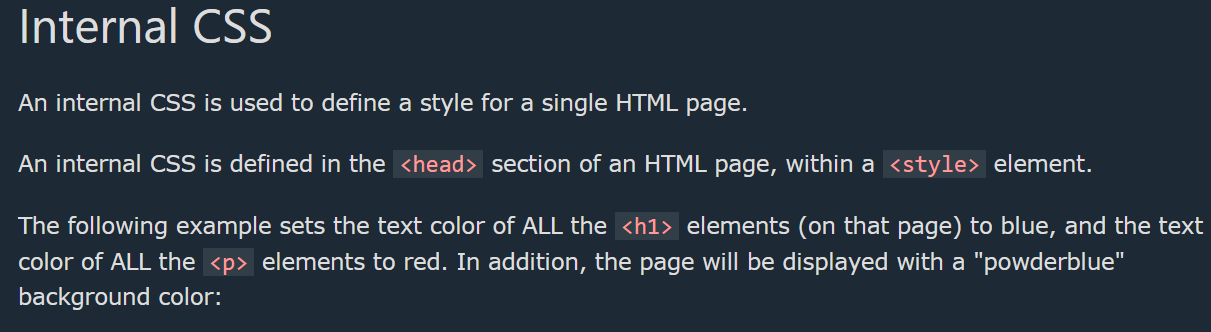 Internal CSS
An internal CSS is used to define a style for a single HTML page.
An internal CSS is defined in the <head> section of an HTML page, within a <style> element.
The following example sets the text color of ALL the <h1> elements (on that page) to blue, and the text
color of ALL the <p> elements to red. In addition, the page will be displayed with a "powderblue"
background color: